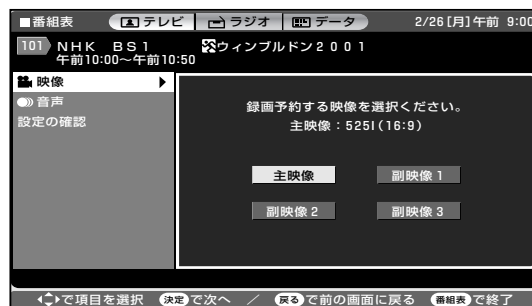 ■番組表 テレビ ラジオ データ 2/26[月]午前 9:00
101 NHK BS1 ウィンブルドン2001
午前10:00〜午前10:50
映像
音声
設定の確認
録画予約する映像を選択ください。
主映像：525I(16:9)
主映像 副映像1
副映像2 副映像3
で項目を選択 決定で次へ ／ 戻るで前の画面に戻る 番組表で終了